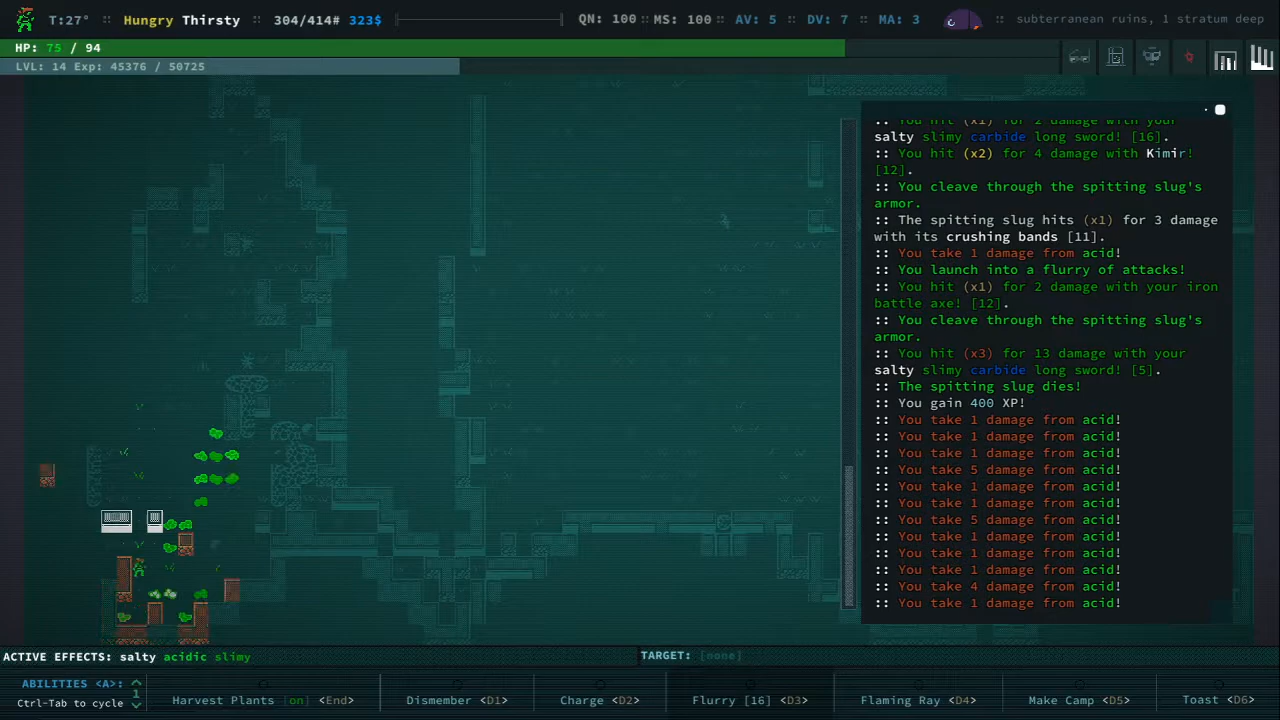 T:27° :: Hungry Thirsty :: 304/414# 323$ QN: 100 :: MS: 100 :: AV: 5 :: DV: 7 :: MA: 3 :: subterranean ruins, 1 stratum deep
HP: 75 / 94
LVL: 14 Exp: 45376 / 50725
:: You hit (x1) for 2 damage with your
salty slimy carbide long sword! [16].
:: You hit (x2) for 4 damage with Kimir!
[12].
:: You cleave through the spitting slug's
armor.
:: The spitting slug hits (x1) for 3 damage
with its crushing bands [11].
:: You take 1 damage from acid!
:: You launch into a flurry of attacks!
:: You hit (x1) for 2 damage with your iron
battle axe! [12].
:: You cleave through the spitting slug's
armor.
:: You hit (x3) for 13 damage with your
salty slimy carbide long sword! [5].
:: The spitting slug dies!
:: You gain 400 XP!
:: You take 1 damage from acid!
:: You take 1 damage from acid!
:: You take 1 damage from acid!
:: You take 5 damage from acid!
:: You take 1 damage from acid!
:: You take 1 damage from acid!
:: You take 5 damage from acid!
:: You take 1 damage from acid!
:: You take 1 damage from acid!
:: You take 1 damage from acid!
:: You take 4 damage from acid!
:: You take 1 damage from acid!
ACTIVE EFFECTS: salty acidic slimy
TARGET: [none]
ABILITIES <A>:
1
Ctrl-Tab to cycle
Harvest Plants [on] <End>
Dismember <D1>
Charge <D2>
Flurry [16] <D3>
Flaming Ray <D4>
Make Camp <D5>
Toast <D6>